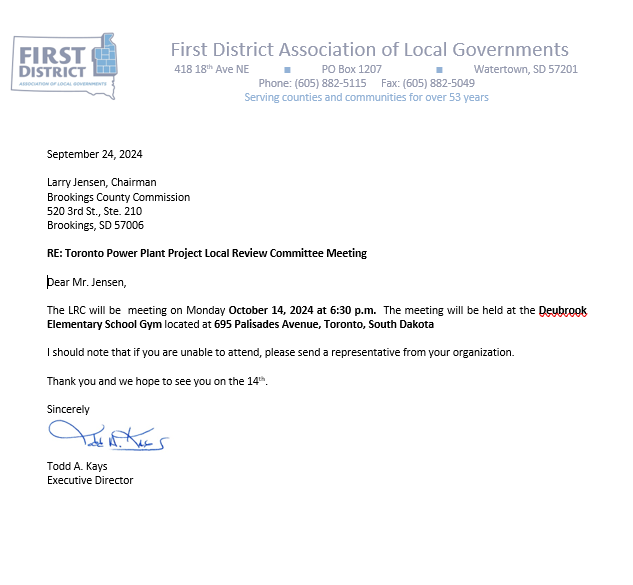 FIRST
DISTRICT
ASSOCIATION OF LOCAL GOVERNMENTS
First District Association of Local Governments
418 18th Ave NE ■ PO Box 1207 ■ Watertown, SD 57201
Phone: (605) 882-5115 Fax: (605) 882-5049
Serving counties and communities for over 53 years
September 24, 2024
Larry Jensen, Chairman
Brookings County Commission
520 3rd St., Ste. 210
Brookings, SD 57006
RE: Toronto Power Plant Project Local Review Committee Meeting
Dear Mr. Jensen,
The LRC will be meeting on Monday October 14, 2024 at 6:30 p.m. The meeting will be held at the Deubrook
Elementary School Gym located at 695 Palisades Avenue, Toronto, South Dakota
I should note that if you are unable to attend, please send a representative from your organization.
Thank you and we hope to see you on the 14th.
Sincerely
Todd A. Kays
Todd A. Kays
Executive Director